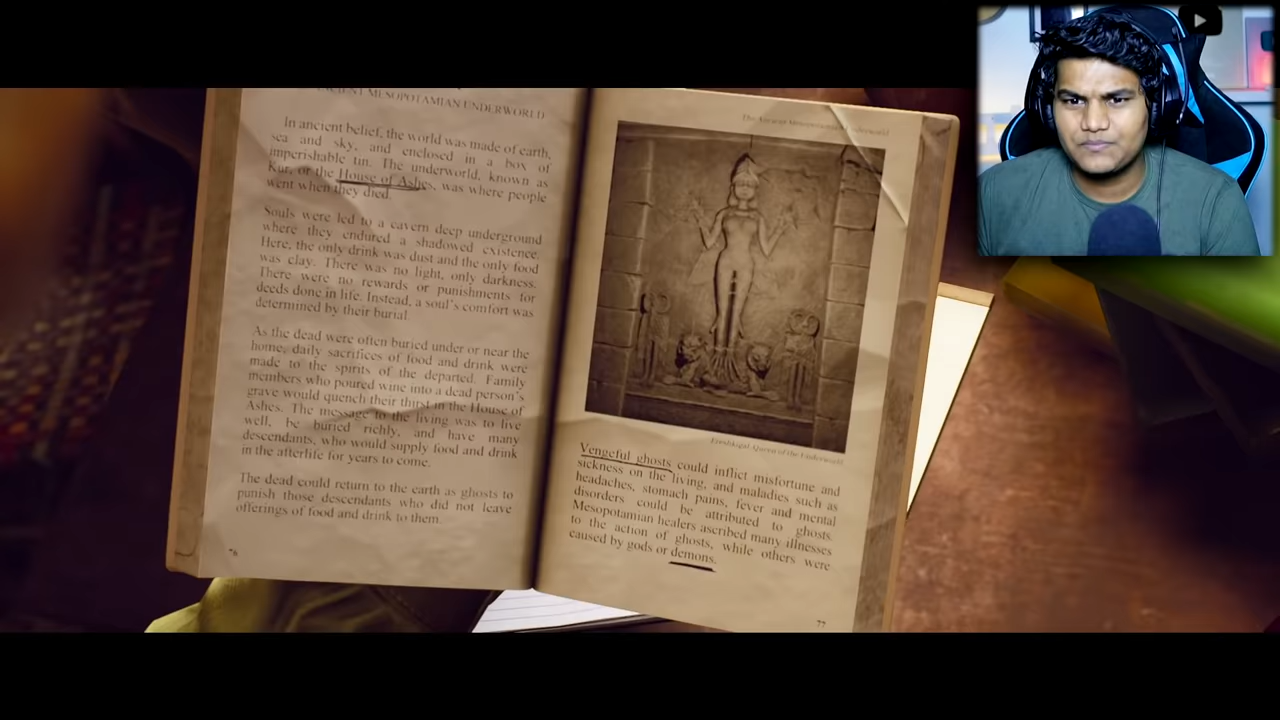 ANCIENT MESOPOTAMIAN UNDERWORLD
In ancient belief, the world was made of earth,
sea and sky, and enclosed in a box of
imperishable tin. The underworld, known as
Kur, or the House of Ashes, was where people
went when they died.
Souls were led to a cavern deep underground
where they endured a shadowed existence.
Here, the only drink was dust and the only food
was clay. There was no light, only darkness.
There were no rewards or punishments for
deeds done in life. Instead, a soul's comfort was
determined by their burial.
As the dead were often buried under or near the
home, daily sacrifices of food and drink were
made to the spirits of the departed. Family
members who poured wine into a dead person's
grave would quench their thirst in the House of
Ashes. The message to the living was to live
well, be buried richly, and have many
descendants, who would supply food and drink
in the afterlife for years to come.
The dead could return to the earth as ghosts to
punish those descendants who did not leave
offerings of food and drink to them.
76
The Ancient Mesopotamian Underworld
Ereshkigal, Queen of the Underworld
Vengeful ghosts could inflict misfortune and
sickness on the living, and maladies such as
headaches, stomach pains, fever and mental
disorders could be attributed to ghosts.
Mesopotamian healers ascribed many illnesses
to the action of ghosts, while others were
caused by gods or demons.
77